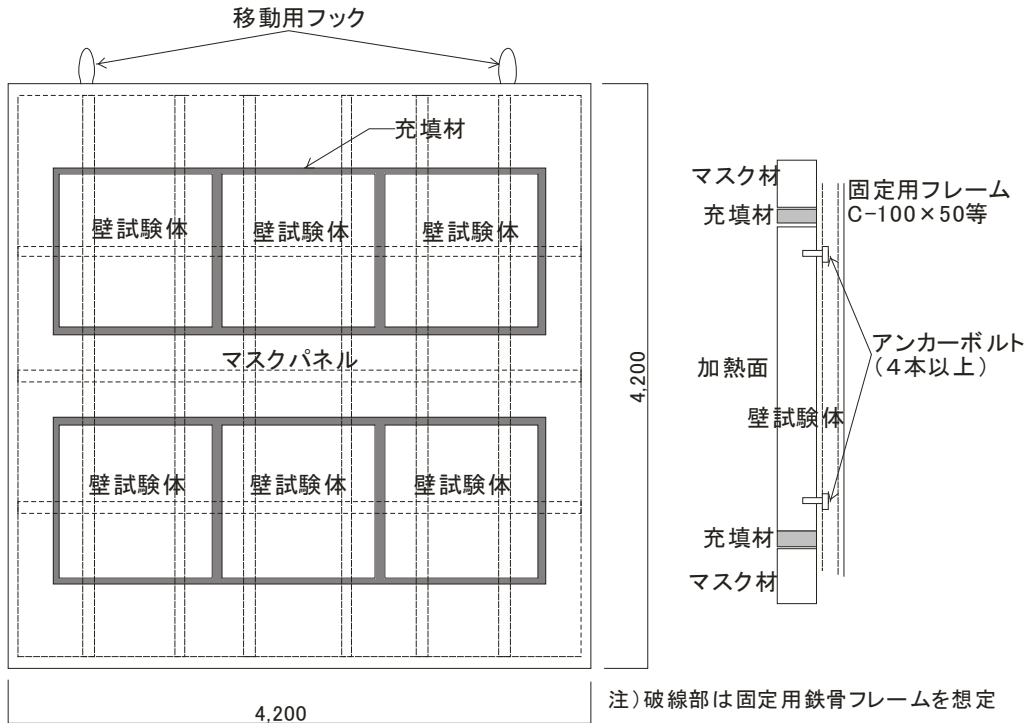 移動用フック
充填材
壁試験体
壁試験体
壁試験体
マスクパネル
壁試験体
壁試験体
壁試験体
4,200
4,200
マスク材
充填材
固定用フレーム
C-100×50等
加熱面
アンカーボルト
(4本以上)
壁試験体
充填材
マスク材
注)破線部は固定用鉄骨フレームを想定